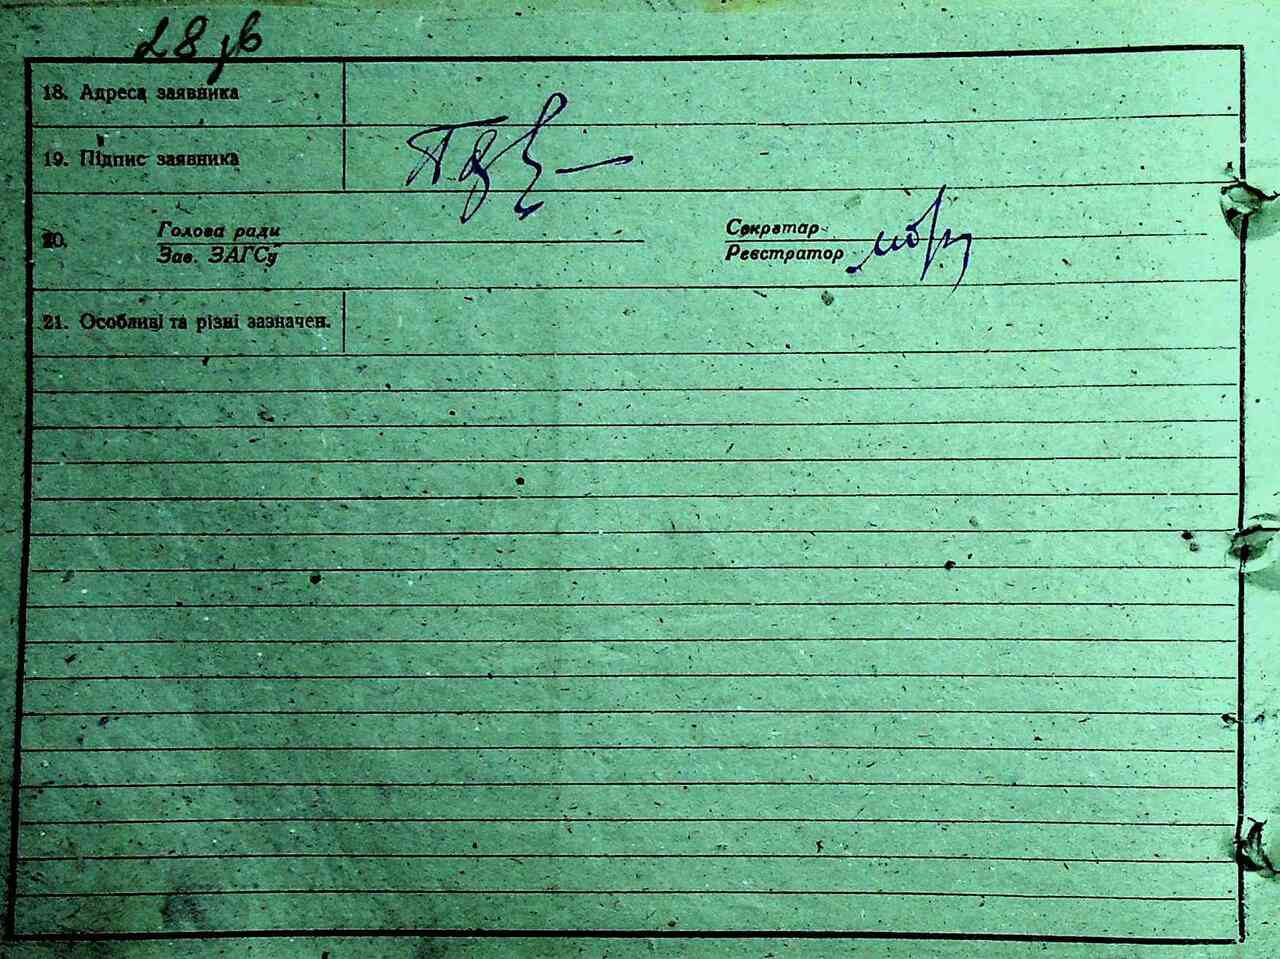 28 зв
18. Адреса заявника
19. Підпис заявника
20. Голова ради
Зав. ЗАГСу
Секретар
Реєстратор
21. Особливі та різні зазначен.